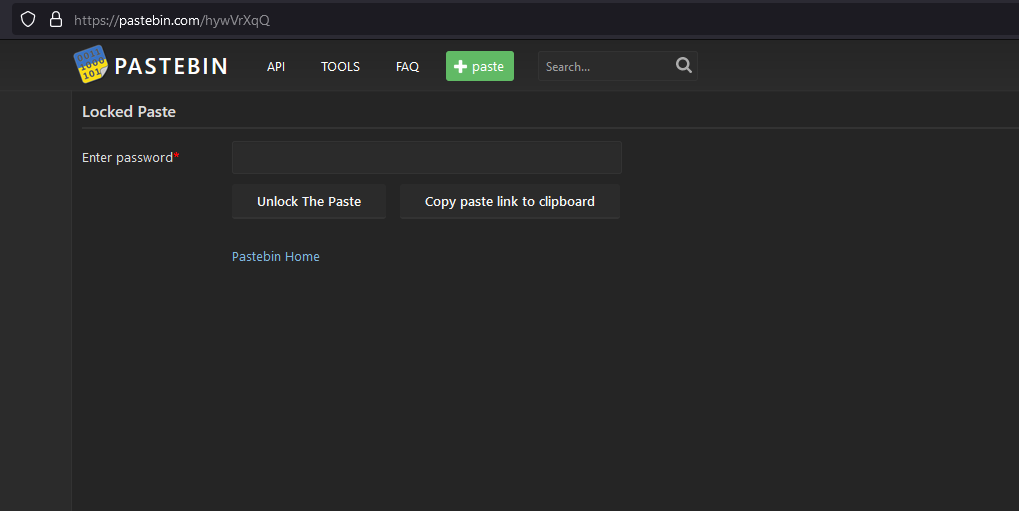 https://pastebin.com/hywVrXqQ
PASTEBIN API TOOLS FAQ paste Search...
Locked Paste
Enter password*
Unlock The Paste Copy paste link to clipboard
Pastebin Home